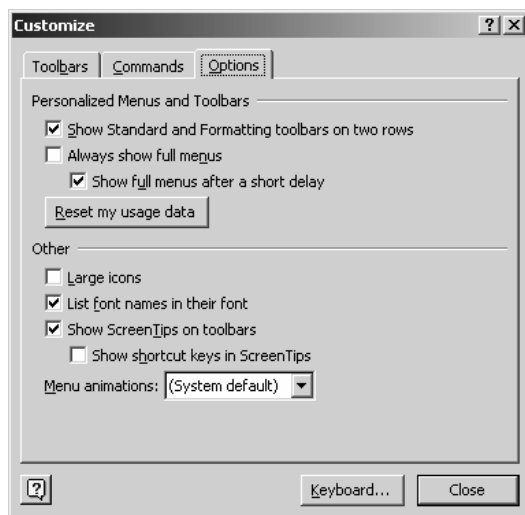 Customize
Toolbars Commands Options
Personalized Menus and Toolbars
Show Standard and Formatting toolbars on two rows
Always show full menus
Show full menus after a short delay
Reset my usage data
Other
Large icons
List font names in their font
Show ScreenTips on toolbars
Show shortcut keys in ScreenTips
Menu animations: (System default)
Keyboard... Close